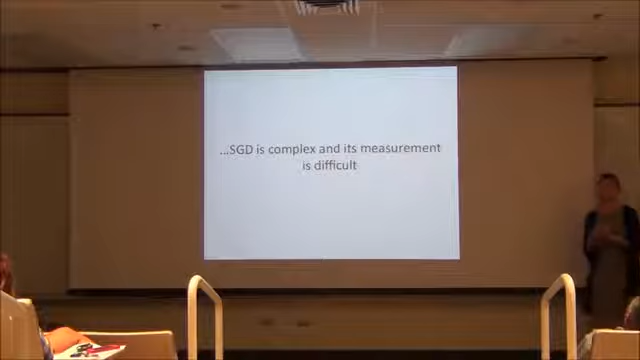 ...SGD is complex and its measurement
is difficult